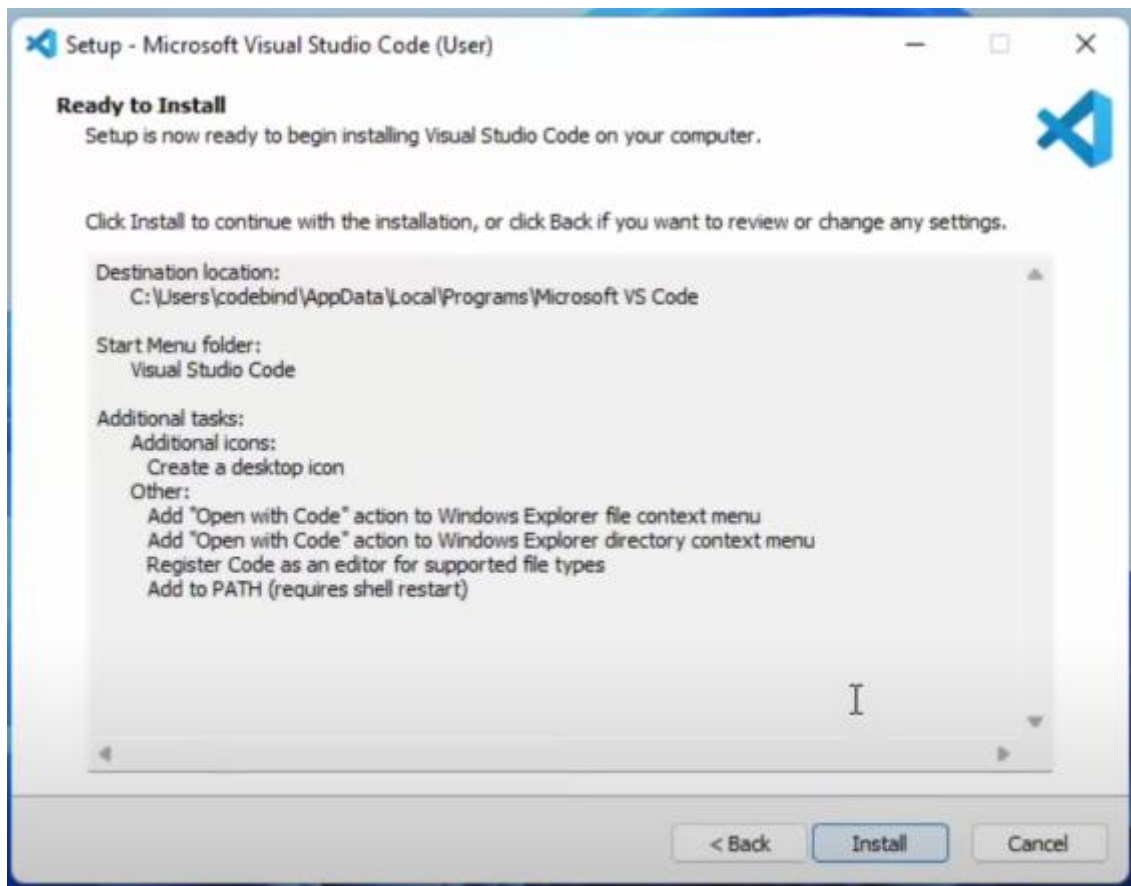 Setup - Microsoft Visual Studio Code (User)
Ready to Install
Setup is now ready to begin installing Visual Studio Code on your computer.
Click Install to continue with the installation, or click Back if you want to review or change any settings.
Destination location:
C:\Users\codebind\AppData\Local\Programs\Microsoft VS Code
Start Menu folder:
Visual Studio Code
Additional tasks:
Additional icons:
Create a desktop icon
Other:
Add "Open with Code" action to Windows Explorer file context menu
Add "Open with Code" action to Windows Explorer directory context menu
Register Code as an editor for supported file types
Add to PATH (requires shell restart)
< Back Install Cancel